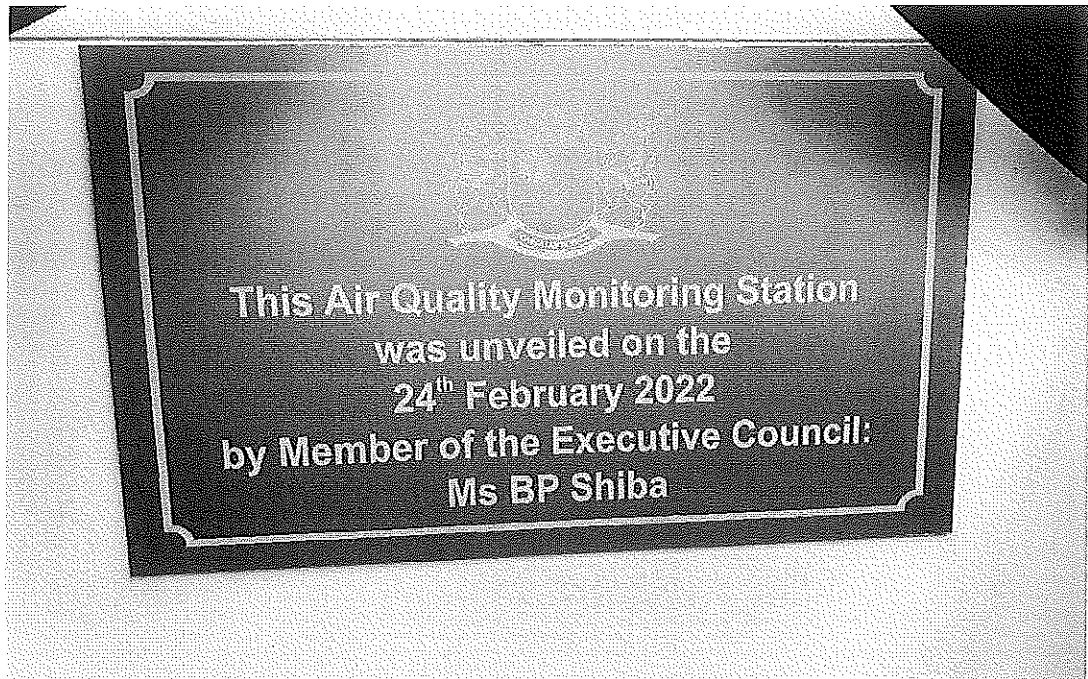 This Air Quality Monitoring Station
was unveiled on the
24th February 2022
by Member of the Executive Council:
Ms BP Shiba